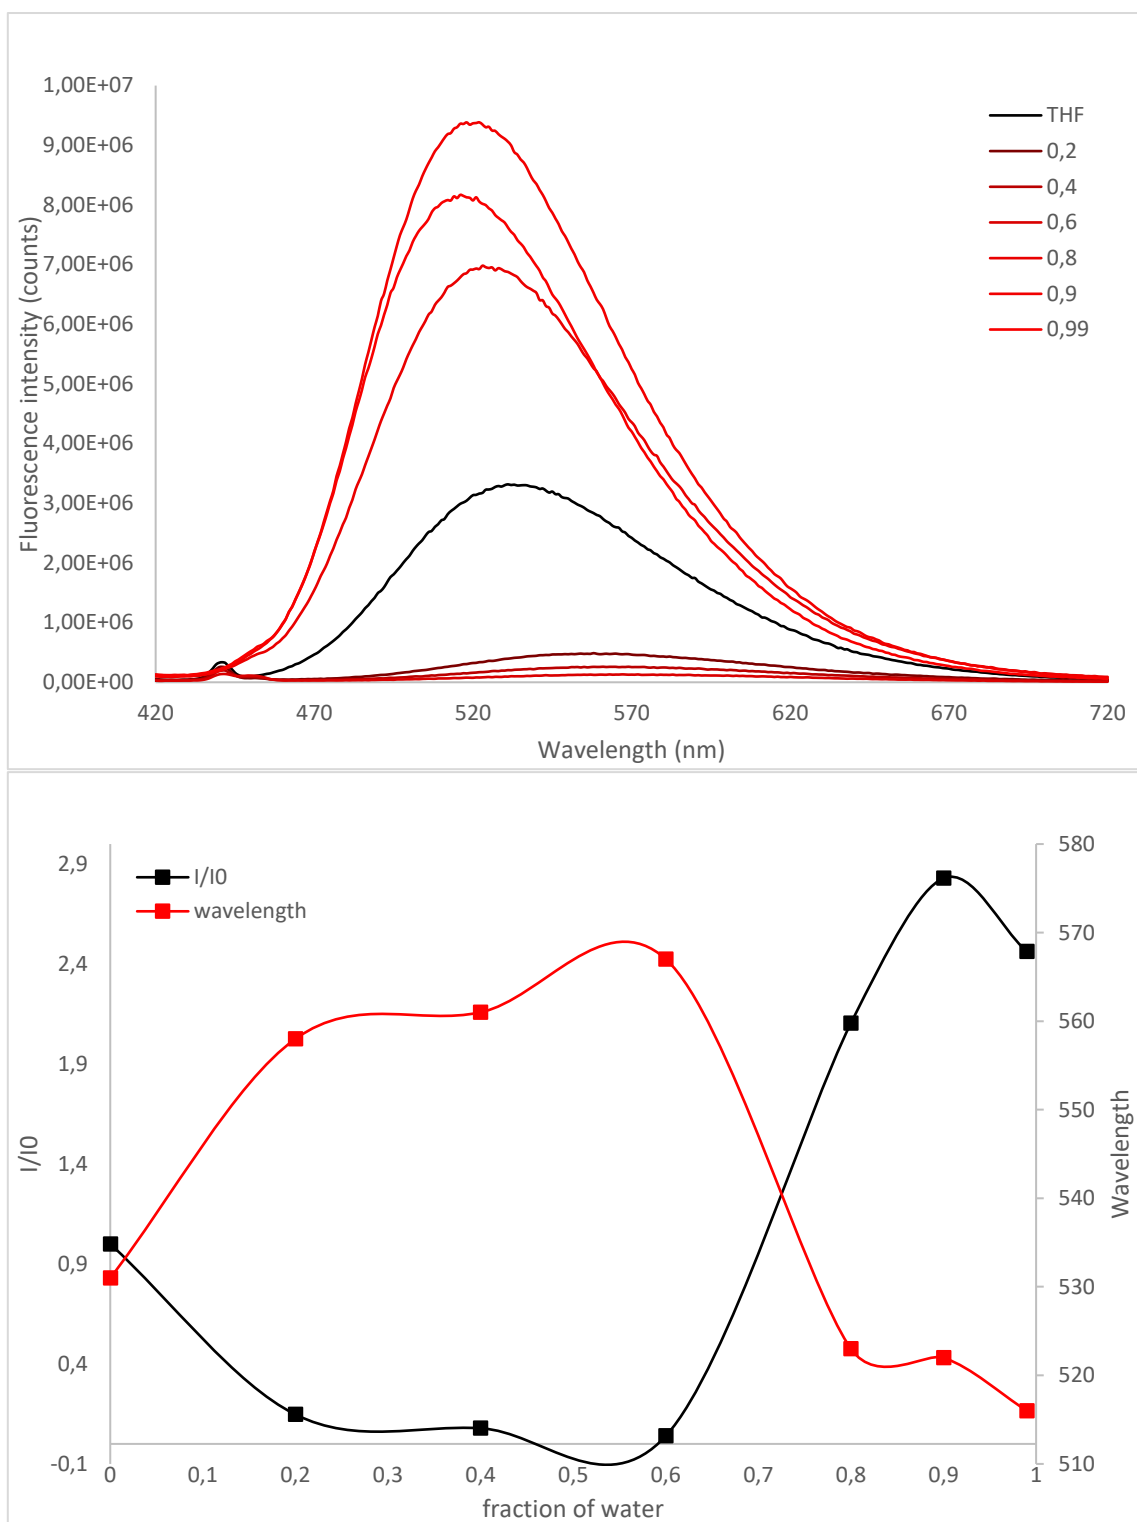 1,00E+07
9,00E+06
8,00E+06
7,00E+06
6,00E+06
5,00E+06
4,00E+06
3,00E+06
2,00E+06
1,00E+06
0,00E+00
Fluorescence intensity (counts)
THF
0,2
0,4
0,6
0,8
0,9
0,99
420 470 520 570 620 670 720
Wavelength (nm)
2,9
2,4
1,9
1,4
0,9
0,4
-0,1
I/I0
I/I0
wavelength
580
570
560
550
540
530
520
510
Wavelength
0 0,1 0,2 0,3 0,4 0,5 0,6 0,7 0,8 0,9 1
fraction of water